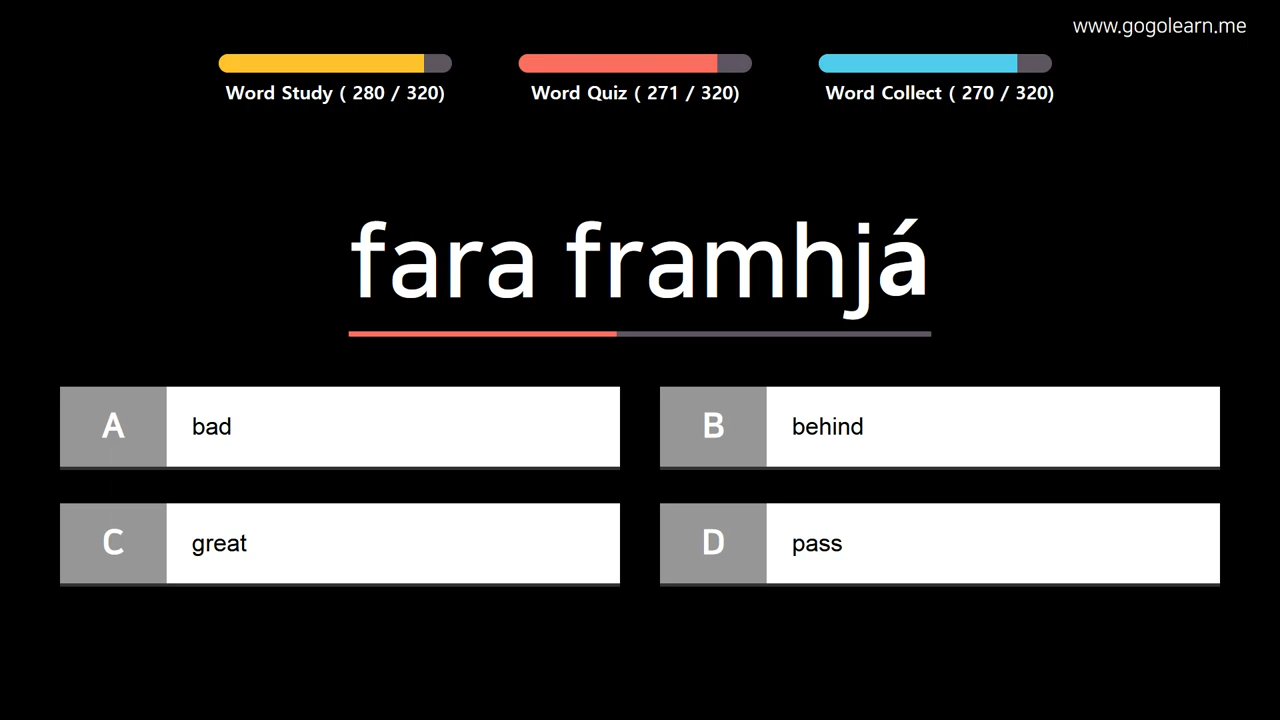 www.gogolearn.me
Word Study ( 280 / 320)
Word Quiz ( 271 / 320)
Word Collect ( 270 / 320)
fara framhjá
A bad
B behind
C great
D pass